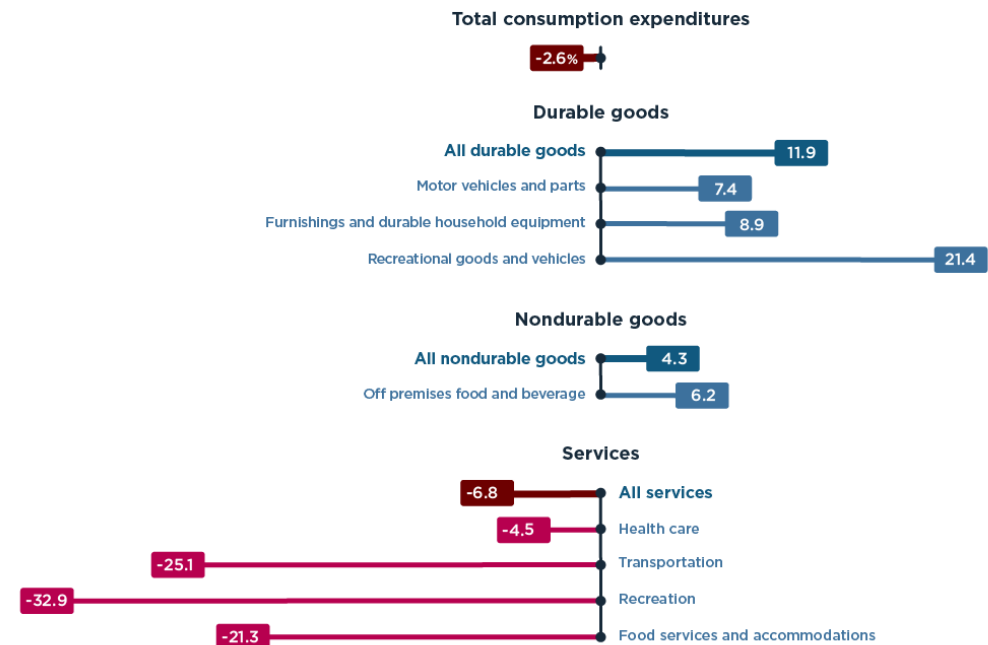 Total consumption expenditures
-2.6%
Durable goods
All durable goods 11.9
Motor vehicles and parts 7.4
Furnishings and durable household equipment 8.9
Recreational goods and vehicles 21.4
Nondurable goods
All nondurable goods 4.3
Off premises food and beverage 6.2
Services
-6.8 All services
-4.5 Health care
-25.1 Transportation
-32.9 Recreation
-21.3 Food services and accommodations